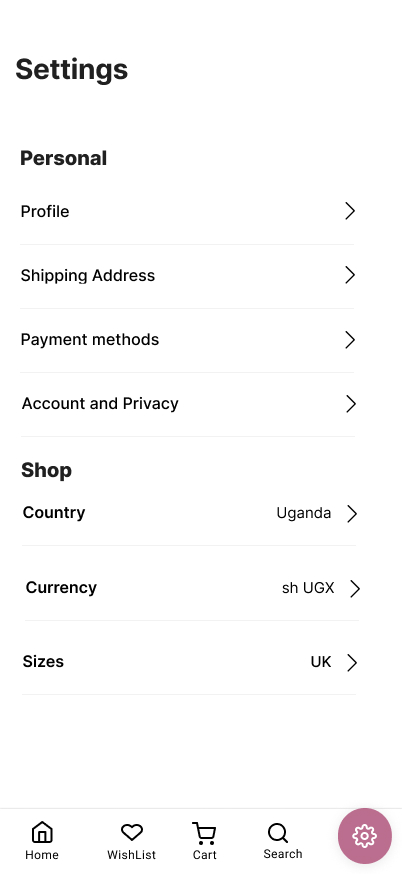 Settings
Personal
Profile
Shipping Address
Payment methods
Account and Privacy
Shop
Country Uganda
Currency sh UGX
Sizes UK
Home WishList Cart Search